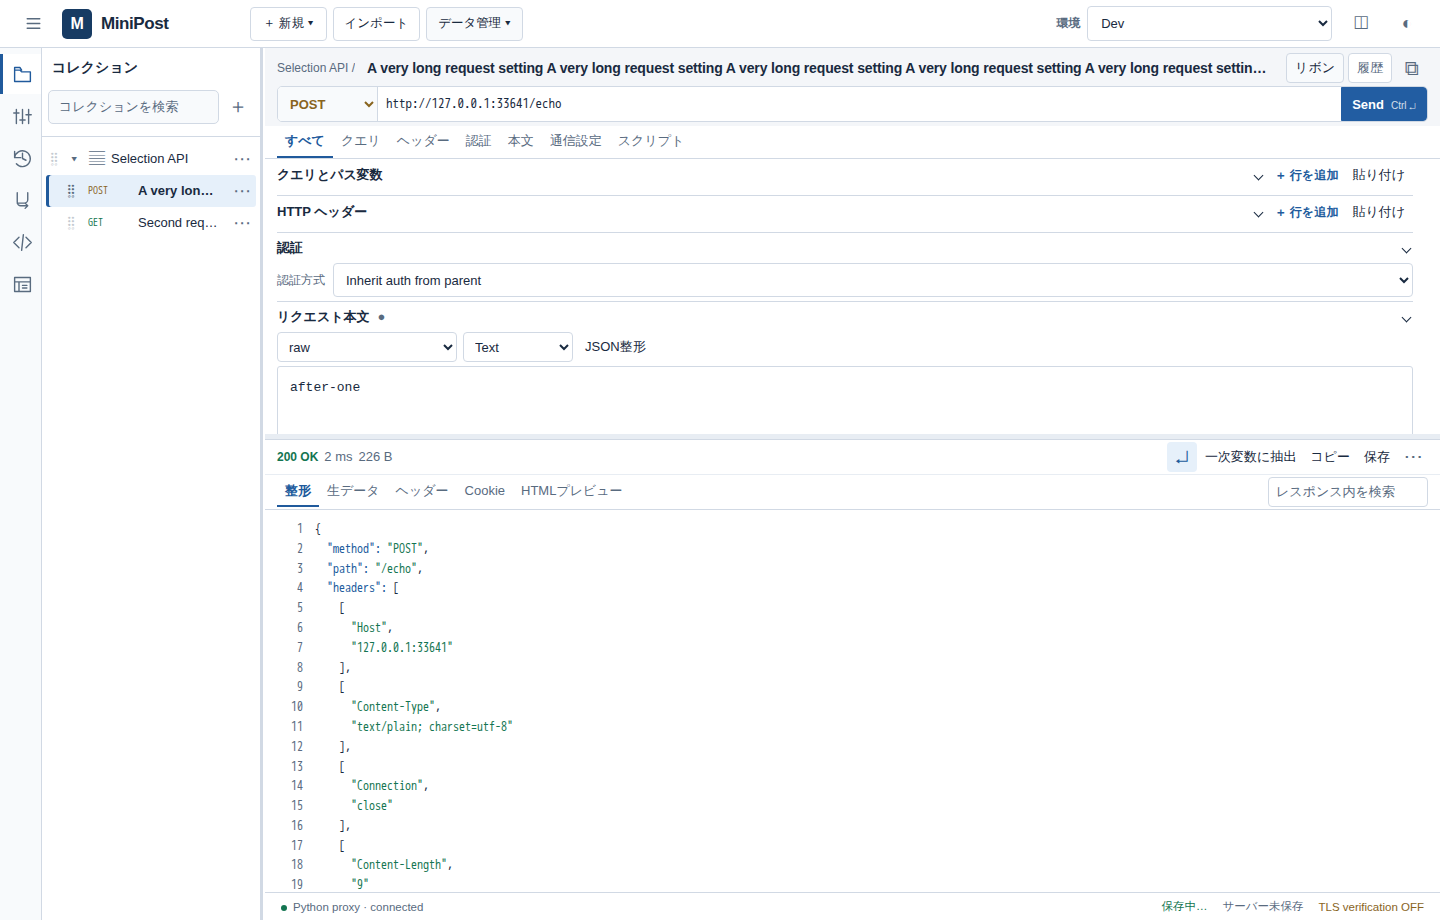 M MiniPost ＋ 新規 ▾ インポート データ管理 ▾ 環境 Dev
コレクション
コレクションを検索 ＋
▾ Selection API ···
POST A very lon… ···
GET Second req… ···
Selection API / A very long request setting A very long request setting A very long request setting A very long request setting A very long request settin… リボン 履歴
POST http://127.0.0.1:33641/echo Send Ctrl ⏎
すべて クエリ ヘッダー 認証 本文 通信設定 スクリプト
クエリとパス変数 + 行を追加 貼り付け
HTTP ヘッダー + 行を追加 貼り付け
認証
認証方式 Inherit auth from parent
リクエスト本文 ●
raw Text JSON整形
after-one
200 OK 2 ms 226 B 一次変数に抽出 コピー 保存 ···
整形 生データ ヘッダー Cookie HTMLプレビュー レスポンス内を検索
1 {
2 "method": "POST",
3 "path": "/echo",
4 "headers": [
5 [
6 "Host",
7 "127.0.0.1:33641"
8 ],
9 [
10 "Content-Type",
11 "text/plain; charset=utf-8"
12 ],
13 [
14 "Connection",
15 "close"
16 ],
17 [
18 "Content-Length",
19 "9"
● Python proxy · connected 保存中… サーバー未保存 TLS verification OFF